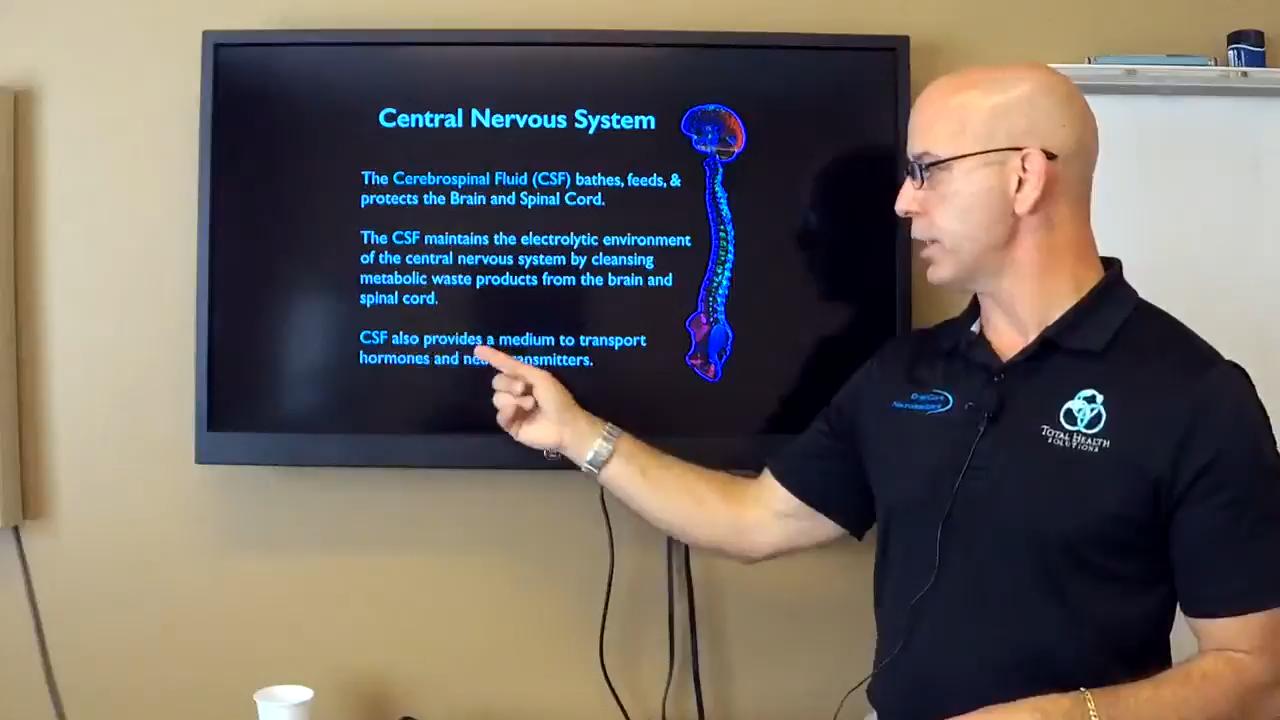 Central Nervous System
The Cerebrospinal Fluid (CSF) bathes, feeds, &
protects the Brain and Spinal Cord.
The CSF maintains the electrolytic environment
of the central nervous system by cleansing
metabolic waste products from the brain and
spinal cord.
CSF also provides a medium to transport
hormones and neurotransmitters.
TOTAL HEALTH
SOLUTIONS